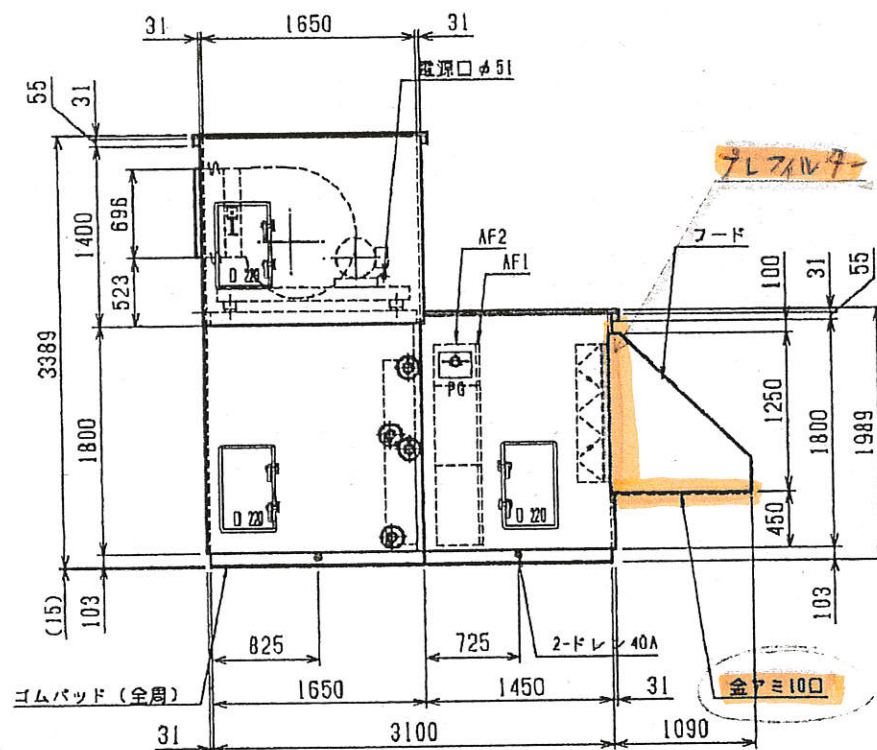 31 1650 31
電源口φ51
55 31
プレフィルター
フード
AF2
AF1
696
1400
523
D 220
100 31 55
3389
PG
1250
1800
1800
1989
D 220
D 220
450
(15) 103
103
825
725
2-ドレン40A
ゴムパッド(全周)
1650
1450
31
金アミ10口
31
3100
1090